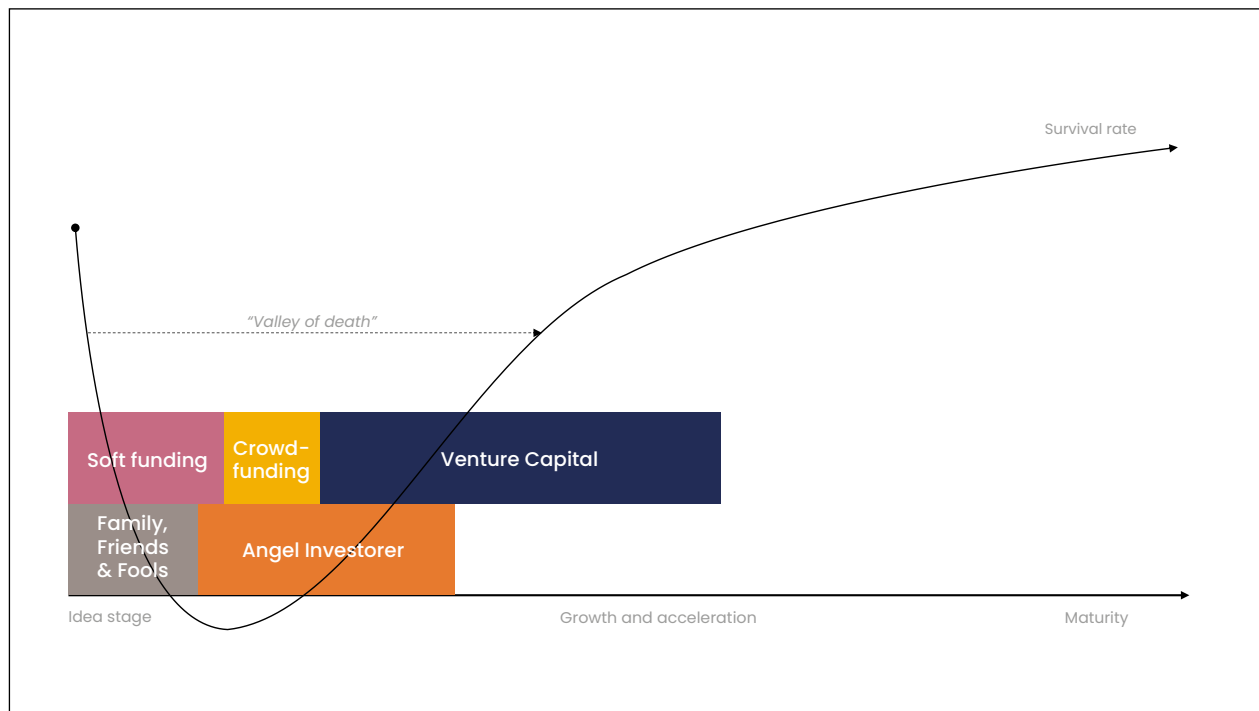 Survival rate
“Valley of death”
Soft funding
Crowd-
funding
Venture Capital
Family,
Friends
& Fools
Angel Investorer
Idea stage
Growth and acceleration
Maturity